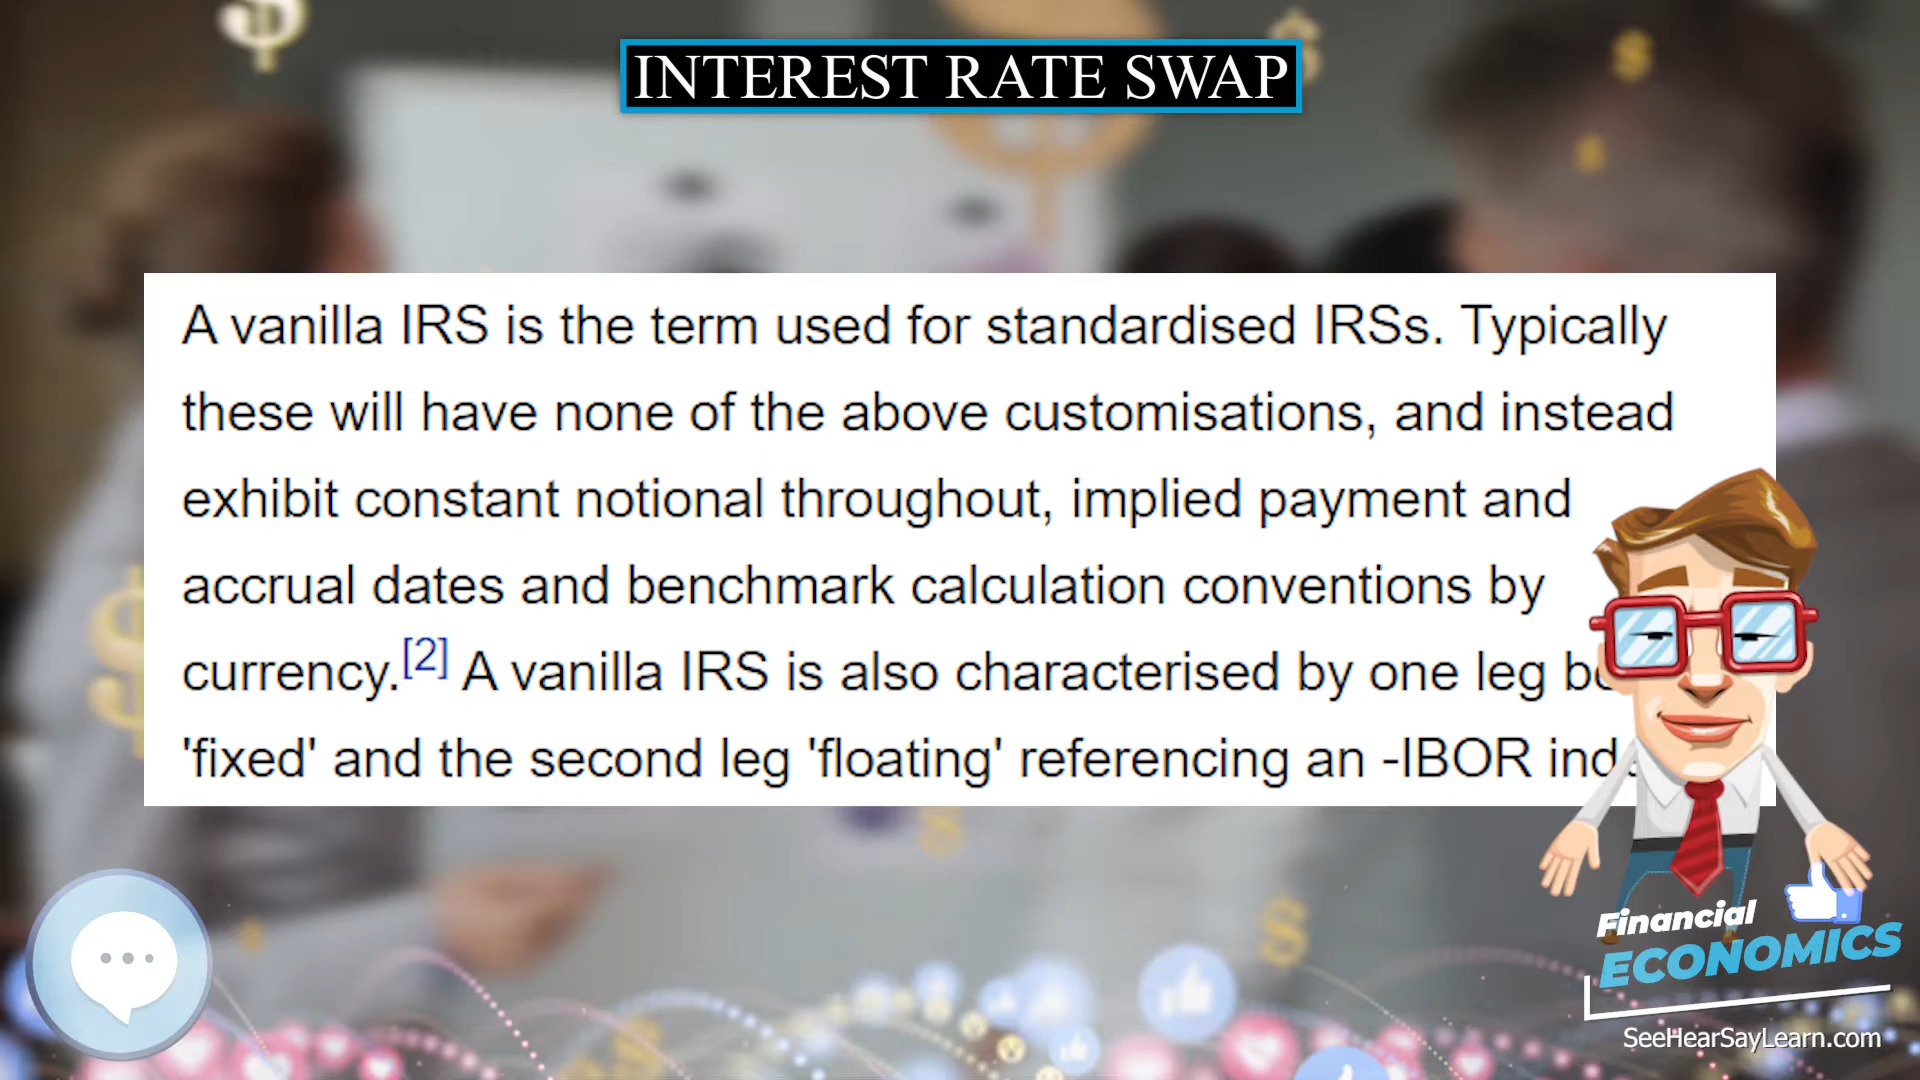 INTEREST RATE SWAP
A vanilla IRS is the term used for standardised IRSs. Typically
these will have none of the above customisations, and instead
exhibit constant notional throughout, implied payment and
accrual dates and benchmark calculation conventions by
currency.[2] A vanilla IRS is also characterised by one leg
'fixed' and the second leg 'floating' referencing an -IBOR
Financial
ECONOMICS
SeeHearSayLearn.com